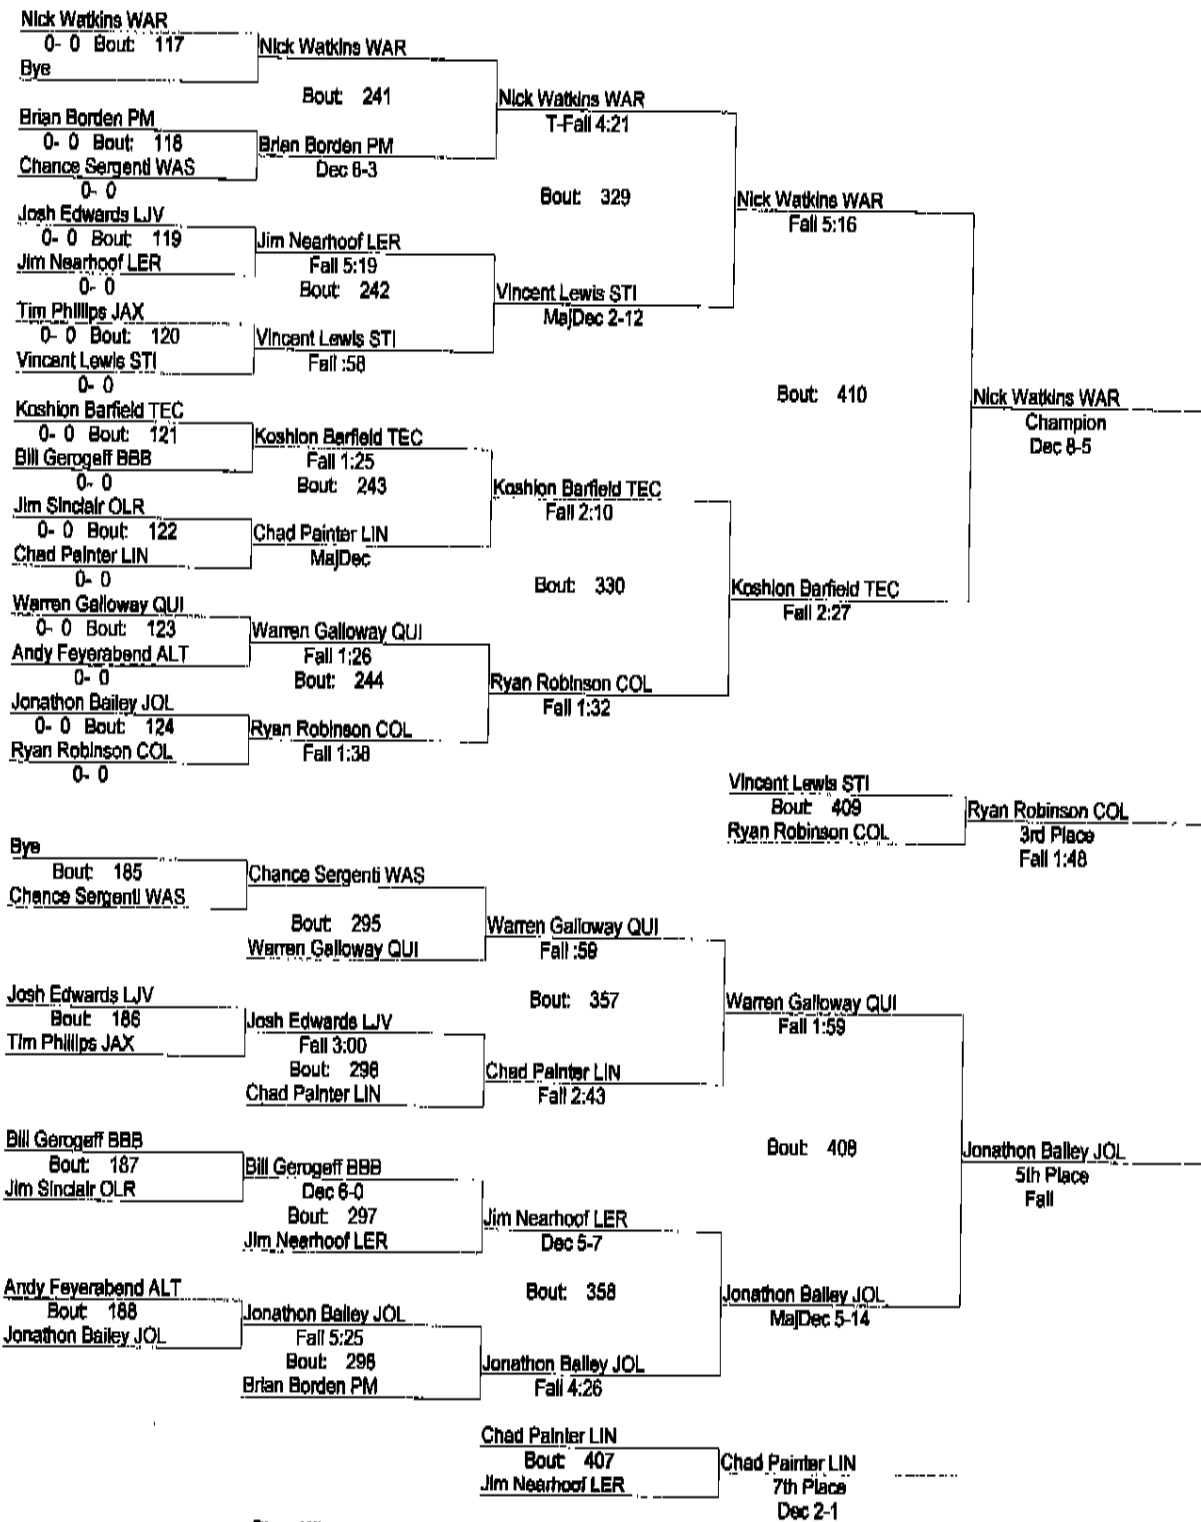 Nick Watkins WAR
0- 0 Bout: 117
Bye
Nick Watkins WAR
Bout: 241
Brian Borden PM
0- 0 Bout: 118
Chance Sergenti WAS
0- 0
Brian Borden PM
Dec 6-3
Nick Watkins WAR
T-Fall 4:21
Bout: 329
Josh Edwards LJV
0- 0 Bout: 119
Jim Nearhoof LER
0- 0
Jim Nearhoof LER
Fall 5:19
Bout: 242
Tim Phillips JAX
0- 0 Bout: 120
Vincent Lewis STI
0- 0
Vincent Lewis STI
Fall :58
Vincent Lewis STI
MajDec 2-12
Nick Watkins WAR
Fall 5:16
Bout: 410
Koshion Barfield TEC
0- 0 Bout: 121
Bill Gerogeff BBB
0- 0
Koshion Barfield TEC
Fall 1:25
Bout: 243
Jim Sinclair OLR
0- 0 Bout: 122
Chad Painter LIN
0- 0
Chad Painter LIN
MajDec
Koshion Barfield TEC
Fall 2:10
Bout: 330
Warren Galloway QUI
0- 0 Bout: 123
Andy Feyerabend ALT
0- 0
Warren Galloway QUI
Fall 1:26
Bout: 244
Jonathon Bailey JOL
0- 0 Bout: 124
Ryan Robinson COL
0- 0
Ryan Robinson COL
Fall 1:38
Ryan Robinson COL
Fall 1:32
Koshion Barfield TEC
Fall 2:27
Nick Watkins WAR
Champion
Dec 8-5
Vincent Lewis STI
Bout: 409
Ryan Robinson COL
Ryan Robinson COL
3rd Place
Fall 1:48
Bye
Bout: 185
Chance Sergenti WAS
Chance Sergenti WAS
Bout: 295
Warren Galloway QUI
Warren Galloway QUI
Fall :59
Bout: 357
Josh Edwards LJV
Bout: 186
Tim Phillips JAX
Josh Edwards LJV
Fall 3:00
Bout: 296
Chad Painter LIN
Chad Painter LIN
Fall 2:43
Warren Galloway QUI
Fall 1:59
Bout: 408
Bill Gerogeff BBB
Bout: 187
Jim Sinclair OLR
Bill Gerogeff BBB
Dec 6-0
Bout: 297
Jim Nearhoof LER
Jim Nearhoof LER
Dec 5-7
Bout: 358
Andy Feyerabend ALT
Bout: 188
Jonathon Bailey JOL
Jonathon Bailey JOL
Fall 5:25
Bout: 298
Brian Borden PM
Jonathon Bailey JOL
Fall 4:26
Jonathon Bailey JOL
MajDec 5-14
Jonathon Bailey JOL
5th Place
Fall
Chad Painter LIN
Bout: 407
Jim Nearhoof LER
Chad Painter LIN
7th Place
Dec 2-1